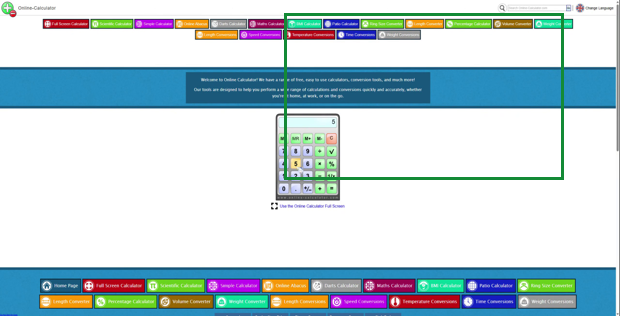 Online-Calculator
Search Online-Calculator.com
Change Language
Full Screen Calculator
Scientific Calculator
Simple Calculator
Online Abacus
Darts Calculator
Maths Calculator
BMI Calculator
Patio Calculator
Ring Size Converter
Length Converter
Percentage Calculator
Volume Converter
Weight Converter
Length Conversions
Speed Conversions
Temperature Conversions
Time Conversions
Weight Conversions
Welcome to Online Calculator! We have a range of free, easy to use calculators, conversion tools, and much more!
Our tools are designed to help you perform a wide range of calculations and conversions quickly and accurately, whether
you're at home, at work, or on the go.
5
MR M+ M- C
7 8 9 ÷ √
4 5 6 × %
1 2 3 − 1/x
0 . +/- + =
Use the Online Calculator Full Screen
Home Page
Full Screen Calculator
Scientific Calculator
Simple Calculator
Online Abacus
Darts Calculator
Maths Calculator
BMI Calculator
Patio Calculator
Ring Size Converter
Length Converter
Percentage Calculator
Volume Converter
Weight Converter
Length Conversions
Speed Conversions
Temperature Conversions
Time Conversions
Weight Conversions